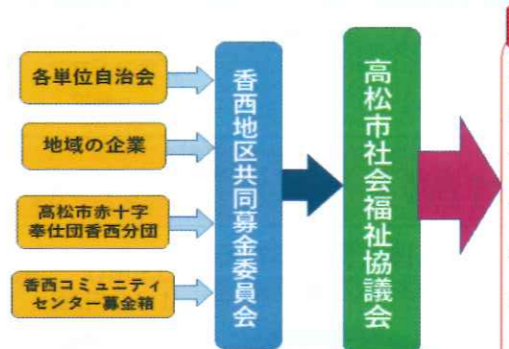 各単位自治会
地域の企業
高松市赤十字
奉仕団香西分団
香西コミュニティ
センター募金箱
香西地区共同募金委員会
高松市社会福祉協議会